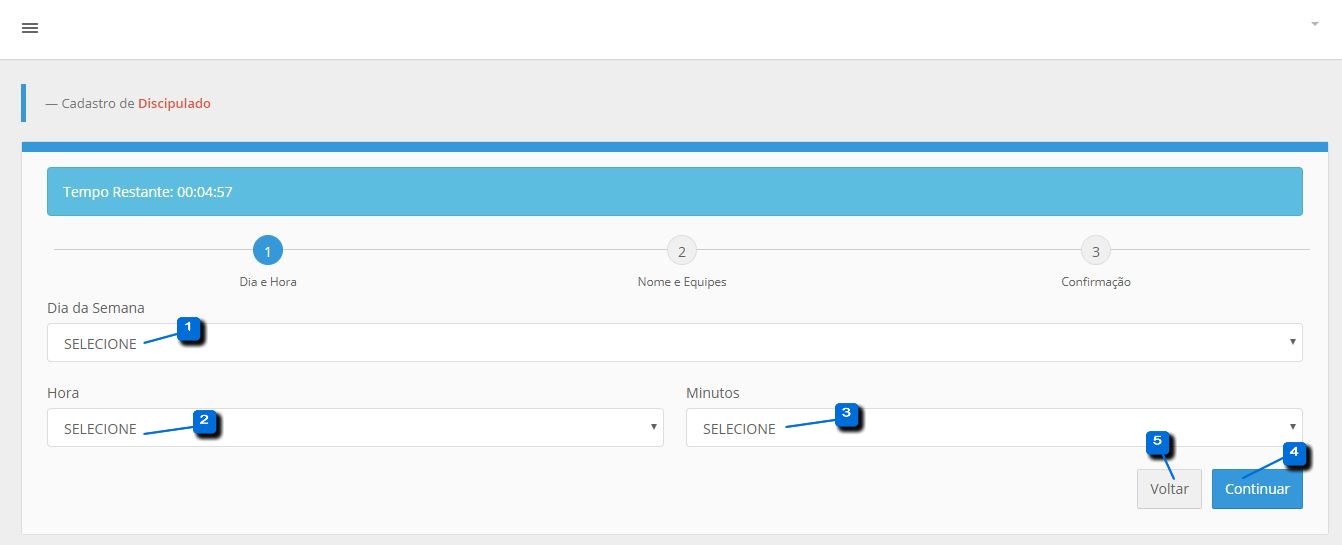 — Cadastro de Discipulado
Tempo Restante: 00:04:57
1 2 3
Dia e Hora Nome e Equipes Confirmação
Dia da Semana
1
SELECIONE
Hora Minutos
2 3
SELECIONE SELECIONE
5 4
Voltar Continuar